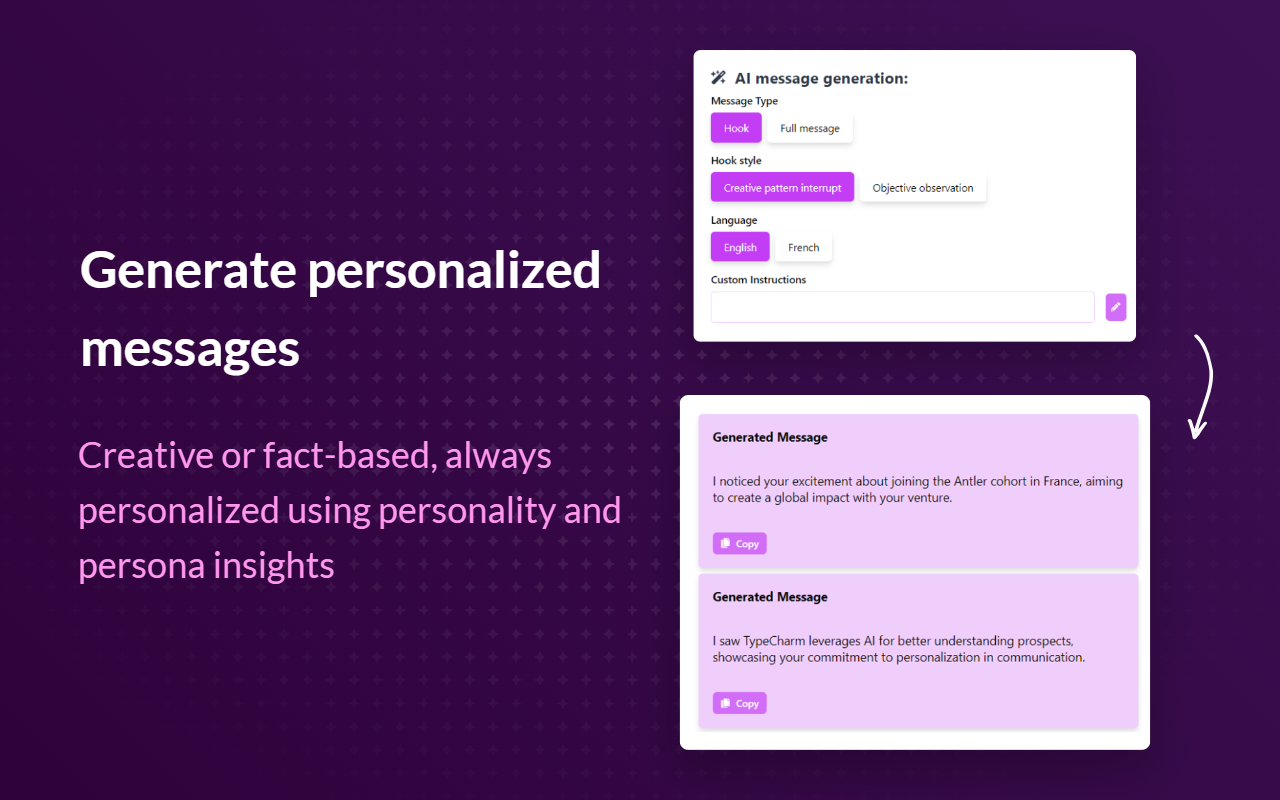 Generate personalized
messages
Creative or fact-based, always
personalized using personality and
persona insights
AI message generation:
Message Type
Hook Full message
Hook style
Creative pattern interrupt Objective observation
Language
English French
Custom Instructions
Generated Message
I noticed your excitement about joining the Antler cohort in France, aiming
to create a global impact with your venture.
Copy
Generated Message
I saw TypeCharm leverages AI for better understanding prospects,
showcasing your commitment to personalization in communication.
Copy